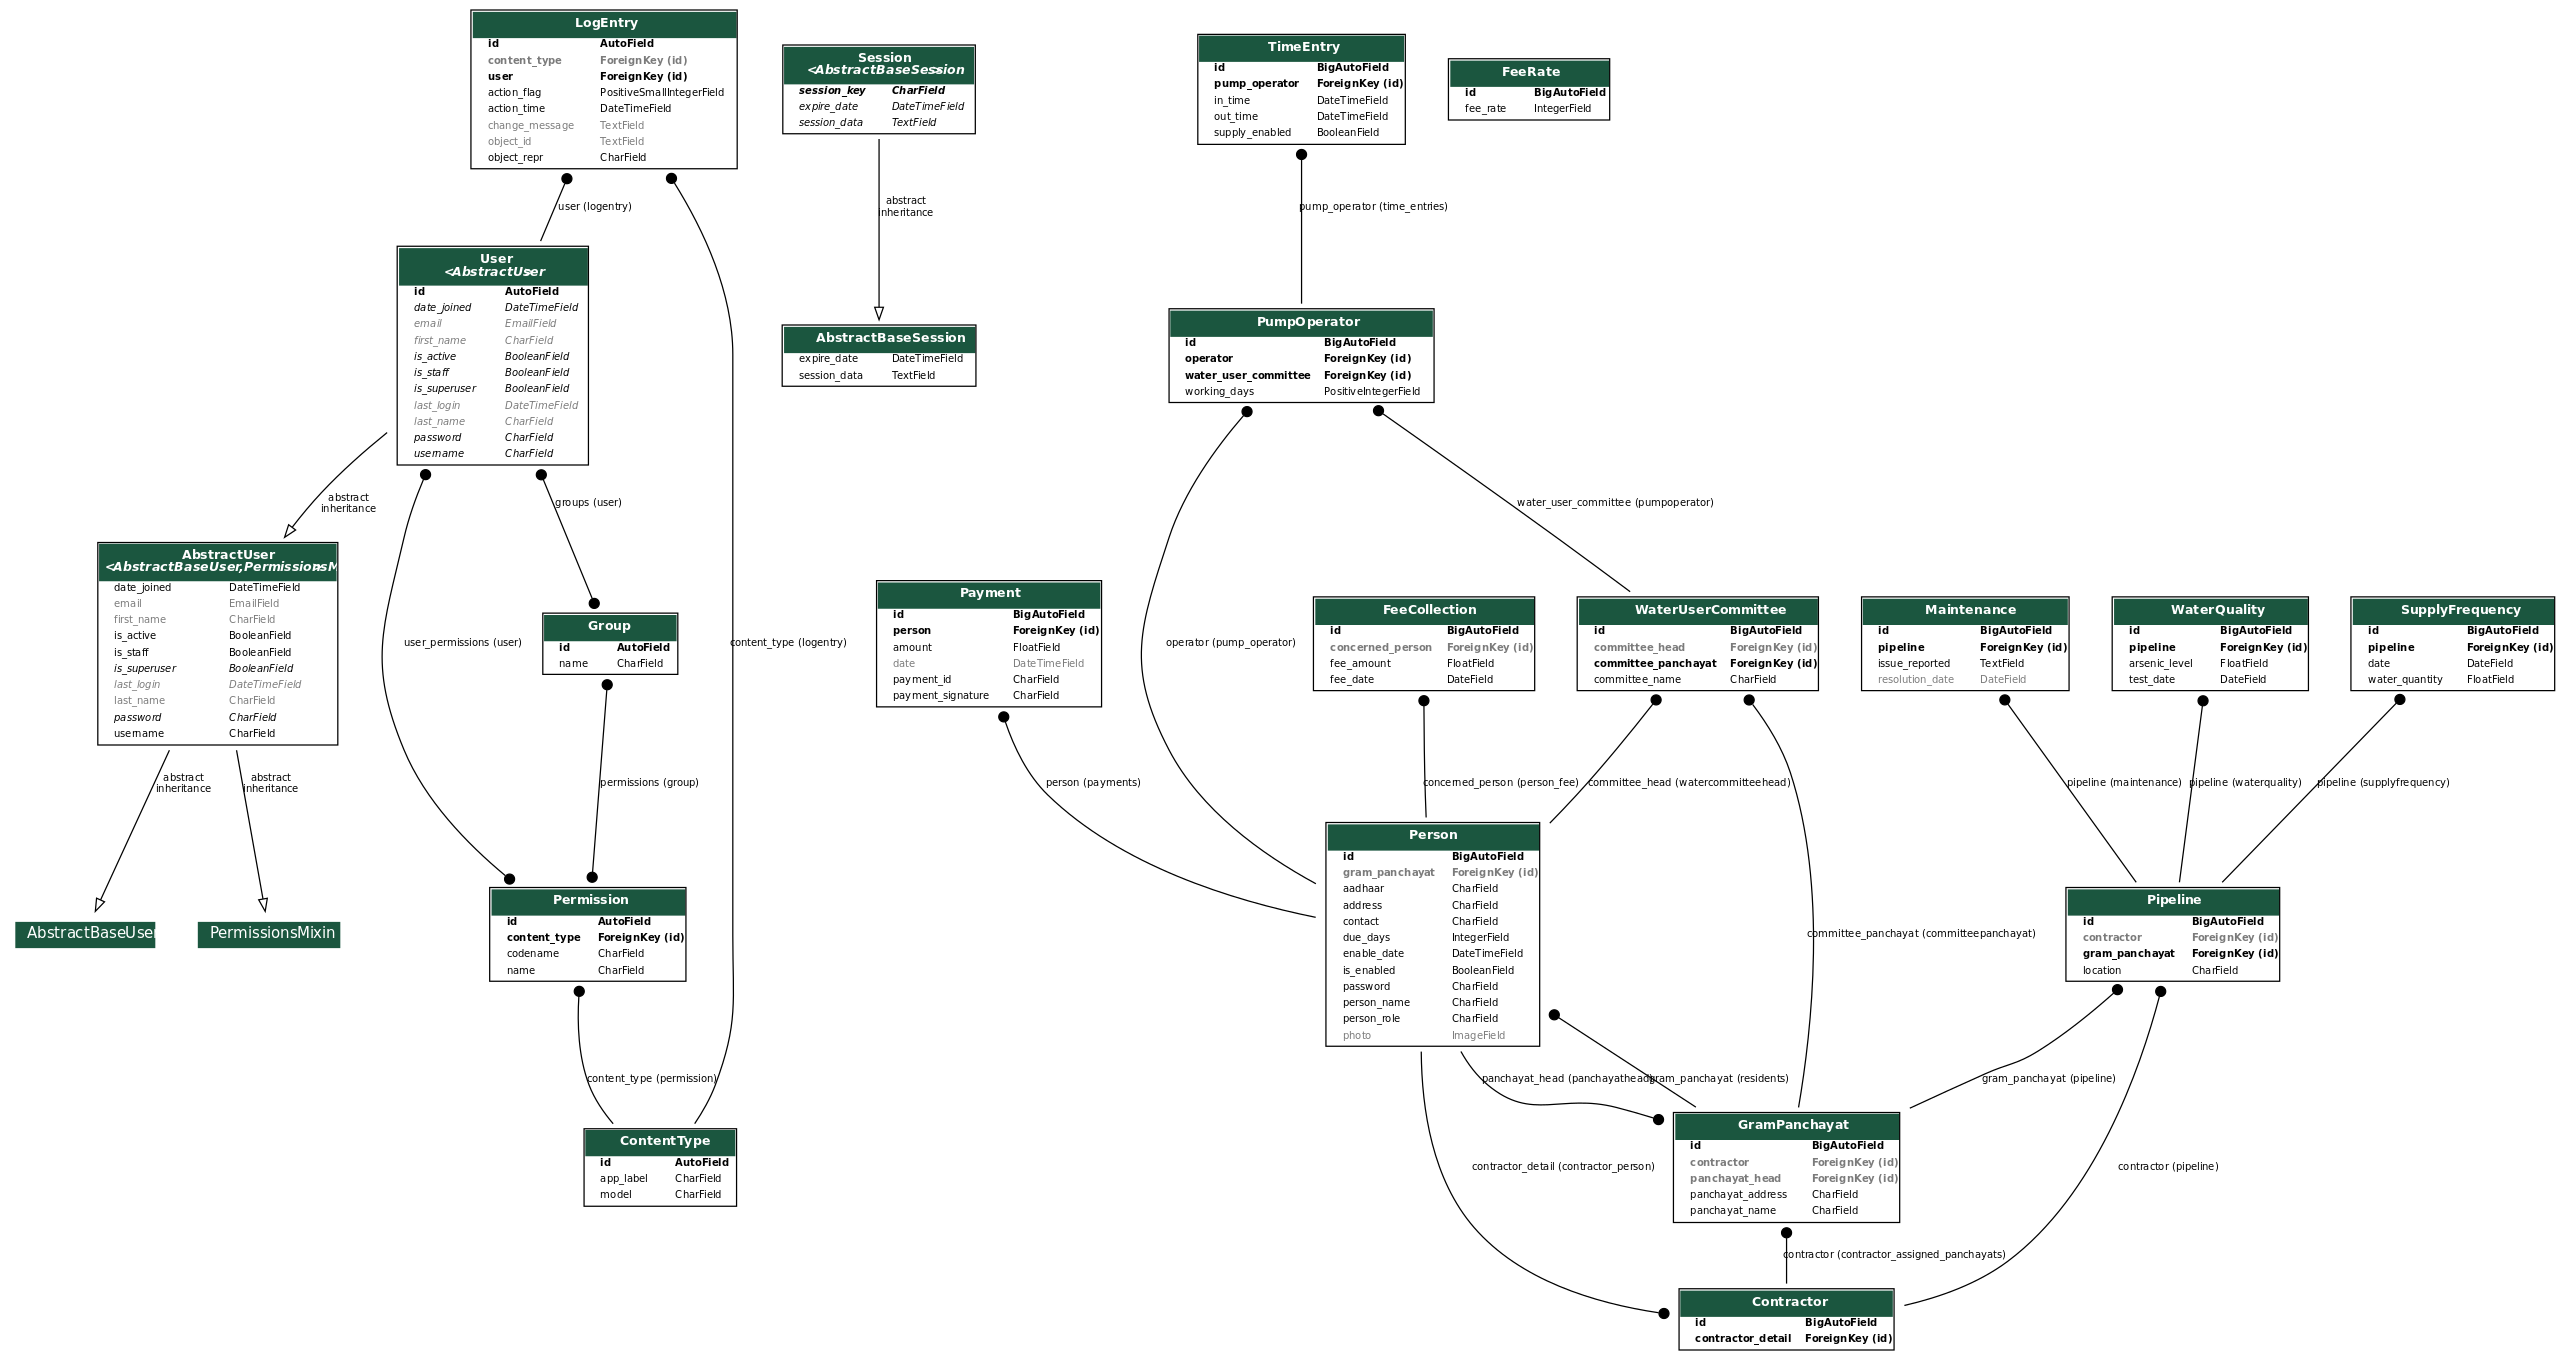 LogEntry
id AutoField
content_type ForeignKey (id)
user ForeignKey (id)
action_flag PositiveSmallIntegerField
action_time DateTimeField
change_message TextField
object_id TextField
object_repr CharField
Session
<AbstractBaseSession>
session_key CharField
expire_date DateTimeField
session_data TextField
TimeEntry
id BigAutoField
pump_operator ForeignKey (id)
in_time DateTimeField
out_time DateTimeField
supply_enabled BooleanField
FeeRate
id BigAutoField
fee_rate IntegerField
user (logentry)
abstract
inheritance
pump_operator (time_entries)
User
<AbstractUser>
id AutoField
date_joined DateTimeField
email EmailField
first_name CharField
is_active BooleanField
is_staff BooleanField
is_superuser BooleanField
last_login DateTimeField
last_name CharField
password CharField
username CharField
AbstractBaseSession
expire_date DateTimeField
session_data TextField
PumpOperator
id BigAutoField
operator ForeignKey (id)
water_user_committee ForeignKey (id)
working_days PositiveIntegerField
abstract
inheritance
groups (user)
water_user_committee (pumpoperator)
AbstractUser
<AbstractBaseUser,PermissionsM
date_joined DateTimeField
email EmailField
first_name CharField
is_active BooleanField
is_staff BooleanField
is_superuser BooleanField
last_login DateTimeField
last_name CharField
password CharField
username CharField
user_permissions (user)
Group
id AutoField
name CharField
content_type (logentry)
Payment
id BigAutoField
person ForeignKey (id)
amount FloatField
date DateTimeField
payment_id CharField
payment_signature CharField
operator (pump_operator)
FeeCollection
id BigAutoField
concerned_person ForeignKey (id)
fee_amount FloatField
fee_date DateField
WaterUserCommittee
id BigAutoField
committee_head ForeignKey (id)
committee_panchayat ForeignKey (id)
committee_name CharField
Maintenance
id BigAutoField
pipeline ForeignKey (id)
issue_reported TextField
resolution_date DateField
WaterQuality
id BigAutoField
pipeline ForeignKey (id)
arsenic_level FloatField
test_date DateField
SupplyFrequency
id BigAutoField
pipeline ForeignKey (id)
date DateField
water_quantity FloatField
abstract
inheritance
abstract
inheritance
permissions (group)
person (payments)
concerned_person (person_fee)
committee_head (watercommitteehead)
pipeline (maintenance)
pipeline (waterquality)
pipeline (supplyfrequency)
AbstractBaseUser
PermissionsMixin
Permission
id AutoField
content_type ForeignKey (id)
codename CharField
name CharField
Person
id BigAutoField
gram_panchayat ForeignKey (id)
aadhaar CharField
address CharField
contact CharField
due_days IntegerField
enable_date DateTimeField
is_enabled BooleanField
password CharField
person_name CharField
person_role CharField
photo ImageField
committee_panchayat (committeepanchayat)
Pipeline
id BigAutoField
contractor ForeignKey (id)
gram_panchayat ForeignKey (id)
location CharField
content_type (permission)
panchayat_head (panchayathead)
gram_panchayat (residents)
gram_panchayat (pipeline)
ContentType
id AutoField
app_label CharField
model CharField
contractor_detail (contractor_person)
GramPanchayat
id BigAutoField
contractor ForeignKey (id)
panchayat_head ForeignKey (id)
panchayat_address CharField
panchayat_name CharField
contractor (pipeline)
contractor (contractor_assigned_panchayats)
Contractor
id BigAutoField
contractor_detail ForeignKey (id)